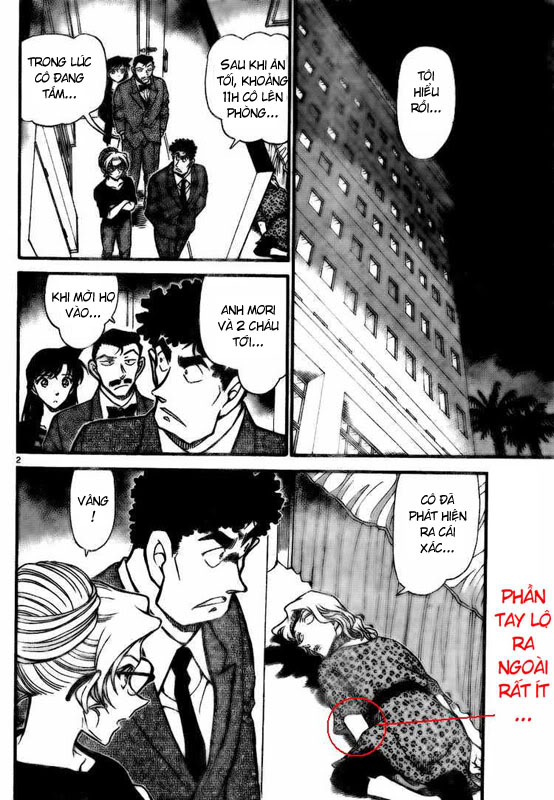 TÔI
HIỂU
RỒI...
SAU KHI ĂN
TỐI, KHOẢNG
11H CÔ LÊN
PHÒNG...
TRONG LÚC
CÔ ĐANG
TẮM...
ANH MORI
VÀ 2 CHÁU
TỚI...
KHI MỜI HỌ
VÀO...
2
CÔ ĐÃ
PHÁT HIỆN
RA CÁI
XÁC...
VÂNG
!
PHẦN
TAY LỘ
RA
NGOÀI
RẤT ÍT
...